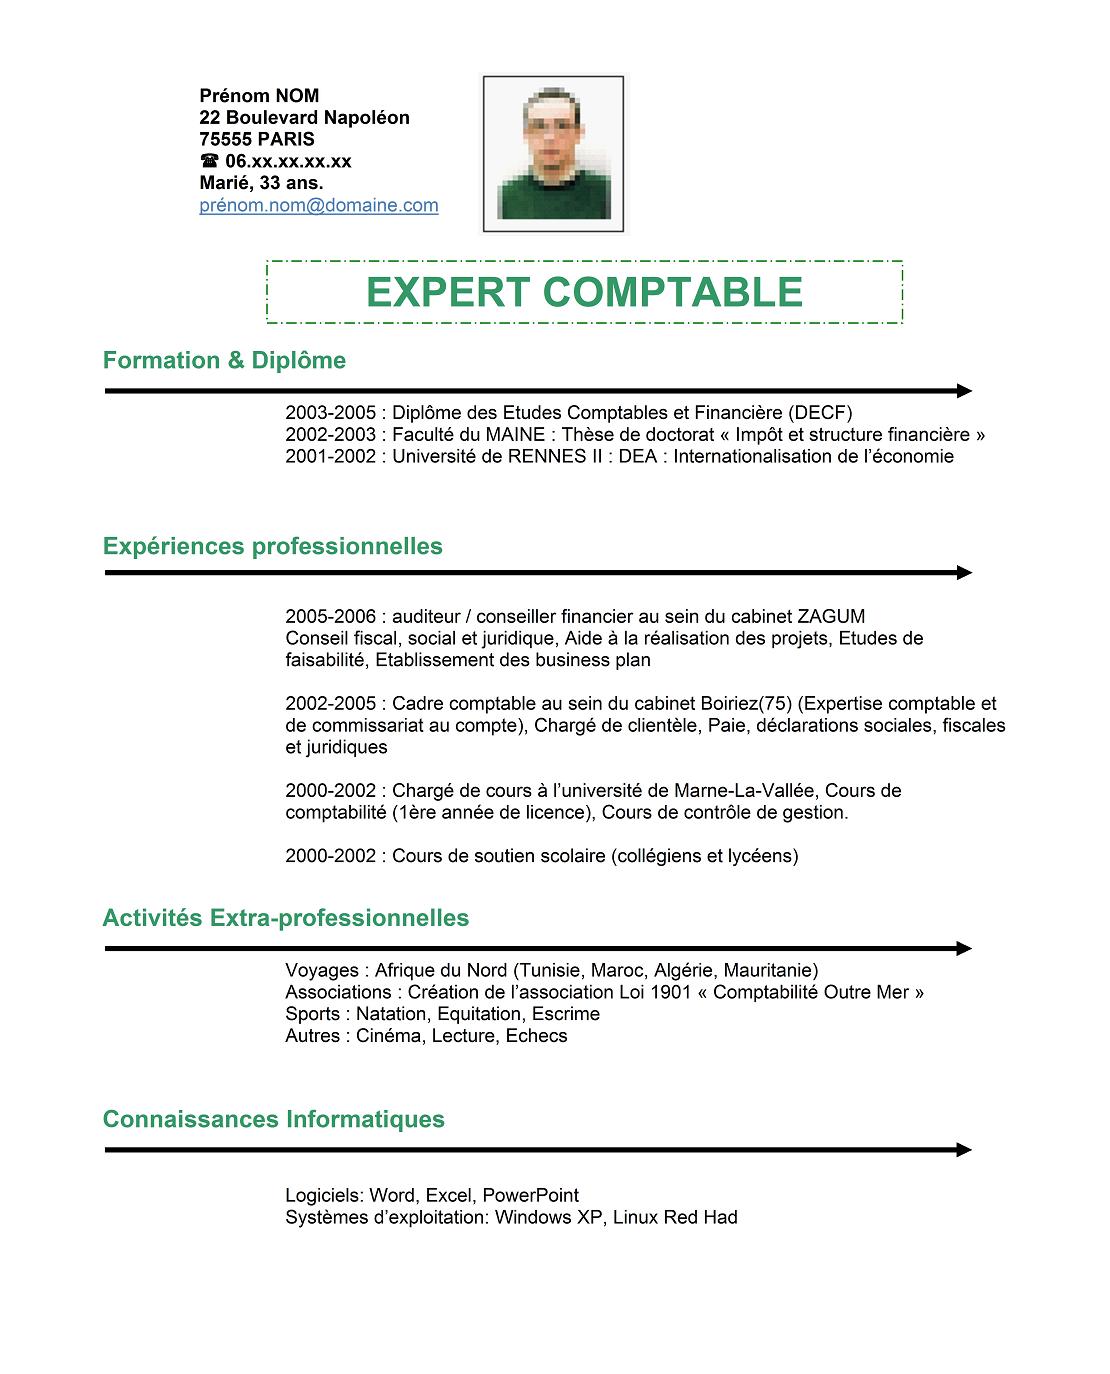 Prénom NOM
22 Boulevard Napoléon
75555 PARIS
☎ 06.xx.xx.xx.xx
Marié, 33 ans.
prénom.nom@domaine.com
EXPERT COMPTABLE
Formation & Diplôme
2003-2005 : Diplôme des Etudes Comptables et Financière (DECF)
2002-2003 : Faculté du MAINE : Thèse de doctorat « Impôt et structure financière »
2001-2002 : Université de RENNES II : DEA : Internationalisation de l’économie
Expériences professionnelles
2005-2006 : auditeur / conseiller financier au sein du cabinet ZAGUM
Conseil fiscal, social et juridique, Aide à la réalisation des projets, Etudes de
faisabilité, Etablissement des business plan
2002-2005 : Cadre comptable au sein du cabinet Boiriez(75) (Expertise comptable et
de commissariat au compte), Chargé de clientèle, Paie, déclarations sociales, fiscales
et juridiques
2000-2002 : Chargé de cours à l’université de Marne-La-Vallée, Cours de
comptabilité (1ère année de licence), Cours de contrôle de gestion.
2000-2002 : Cours de soutien scolaire (collégiens et lycéens)
Activités Extra-professionnelles
Voyages : Afrique du Nord (Tunisie, Maroc, Algérie, Mauritanie)
Associations : Création de l’association Loi 1901 « Comptabilité Outre Mer »
Sports : Natation, Equitation, Escrime
Autres : Cinéma, Lecture, Echecs
Connaissances Informatiques
Logiciels: Word, Excel, PowerPoint
Systèmes d’exploitation: Windows XP, Linux Red Had